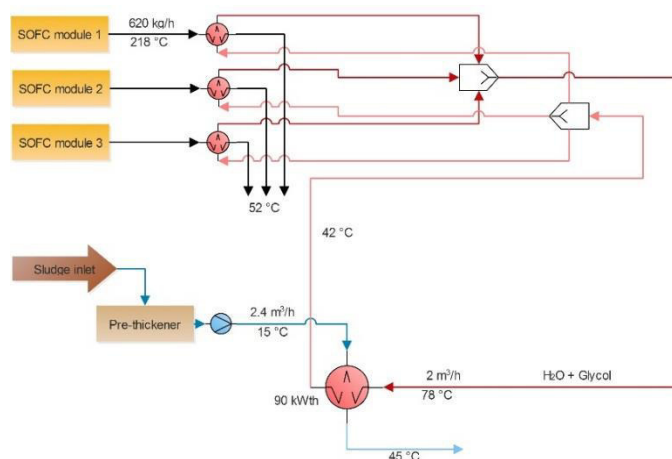 SOFC module 1
620 kg/h
218 °C
SOFC module 2
SOFC module 3
52 °C
42 °C
Sludge inlet
Pre-thickener
2.4 m³/h
15 °C
90 kWth
2 m³/h
78 °C
H2O + Glycol
45 °C